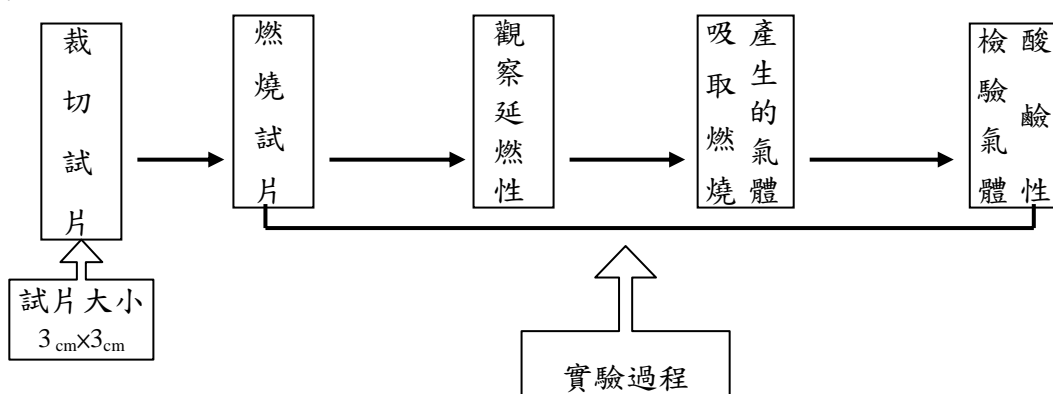 裁切試片
燃燒試片
觀察延燃性
吸取燃燒
產生的氣體
檢驗氣體
酸鹼性
試片大小
3 cm×3cm
實驗過程